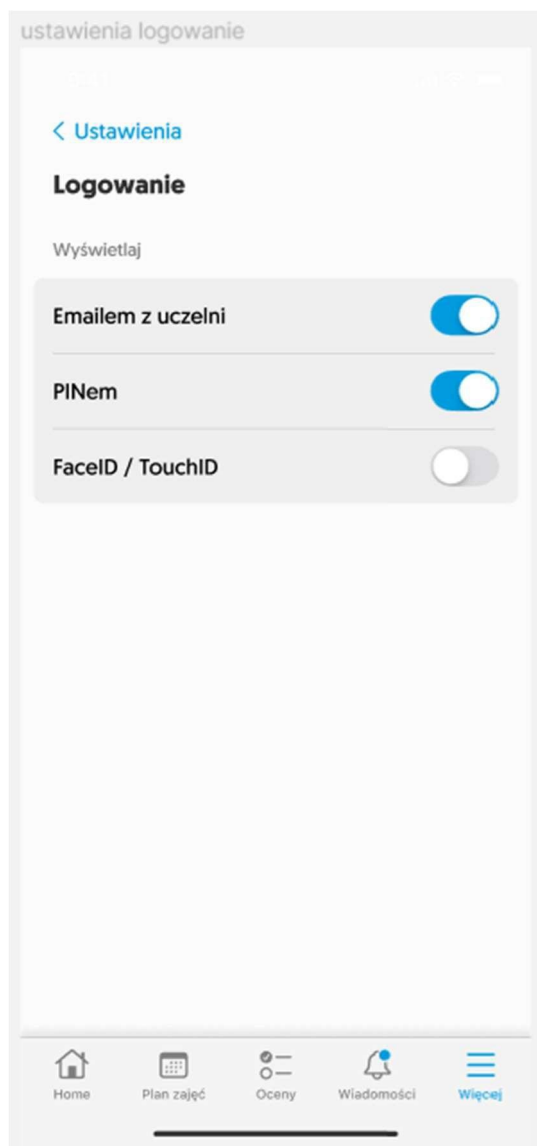 ustawienia logowanie
Ustawienia
Logowanie
Wyświetlaj
Emailem z uczelni
PINem
FaceID / TouchID
Home Plan zajęć Oceny Wiadomości Więcej